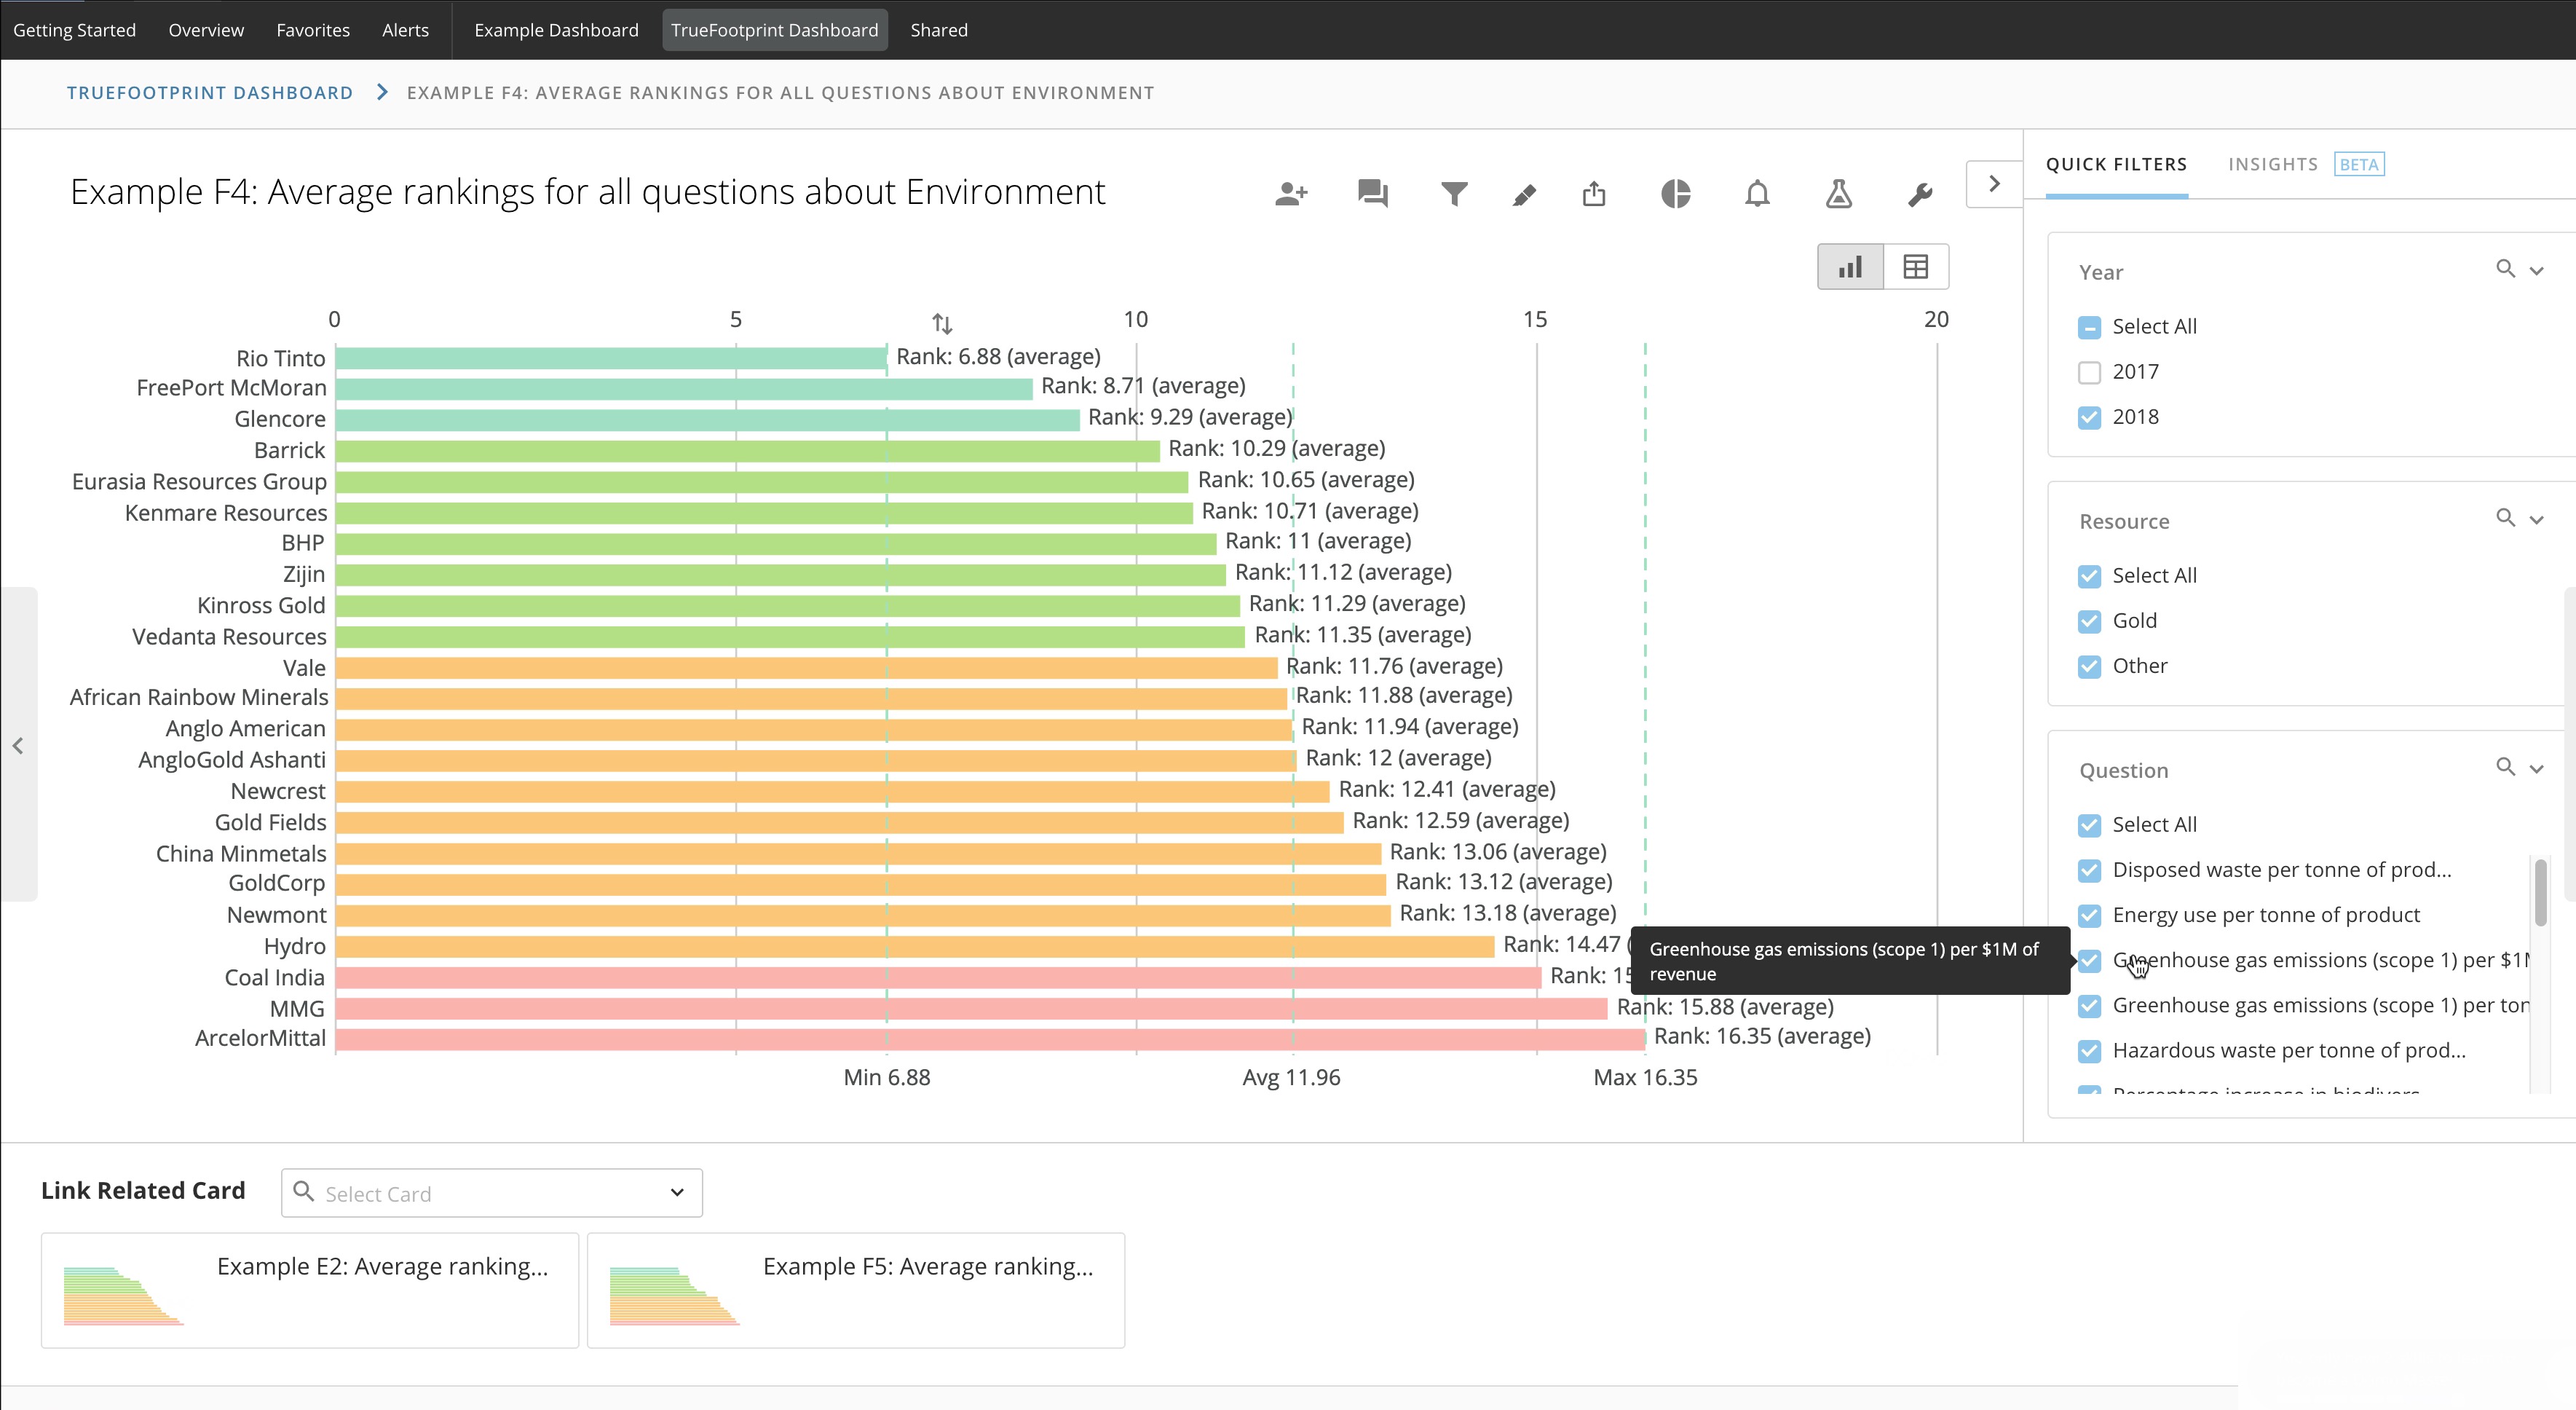 Getting Started Overview Favorites Alerts Example Dashboard TrueFootprint Dashboard Shared
TRUEFOOTPRINT DASHBOARD EXAMPLE F4: AVERAGE RANKINGS FOR ALL QUESTIONS ABOUT ENVIRONMENT
Example F4: Average rankings for all questions about Environment
0 5 10 15 20
Rio Tinto Rank: 6.88 (average)
FreePort McMoran Rank: 8.71 (average)
Glencore Rank: 9.29 (average)
Barrick Rank: 10.29 (average)
Eurasia Resources Group Rank: 10.65 (average)
Kenmare Resources Rank: 10.71 (average)
BHP Rank: 11 (average)
Zijin Rank: 11.12 (average)
Kinross Gold Rank: 11.29 (average)
Vedanta Resources Rank: 11.35 (average)
Vale Rank: 11.76 (average)
African Rainbow Minerals Rank: 11.88 (average)
Anglo American Rank: 11.94 (average)
AngloGold Ashanti Rank: 12 (average)
Newcrest Rank: 12.41 (average)
Gold Fields Rank: 12.59 (average)
China Minmetals Rank: 13.06 (average)
GoldCorp Rank: 13.12 (average)
Newmont Rank: 13.18 (average)
Hydro Rank: 14.47 (
Coal India Rank: 15
MMG Rank: 15.88 (average)
ArcelorMittal Rank: 16.35 (average)
Min 6.88 Avg 11.96 Max 16.35
QUICK FILTERS INSIGHTS BETA
Year
Select All
2017
2018
Resource
Select All
Gold
Other
Question
Select All
Disposed waste per tonne of prod...
Energy use per tonne of product
Greenhouse gas emissions (scope 1) per $1M of
revenue
Greenhouse gas emissions (scope 1) per $1M
Greenhouse gas emissions (scope 1) per ton
Hazardous waste per tonne of prod...
Percentage increase in biodivers...
Link Related Card Select Card
Example E2: Average ranking... Example F5: Average ranking...